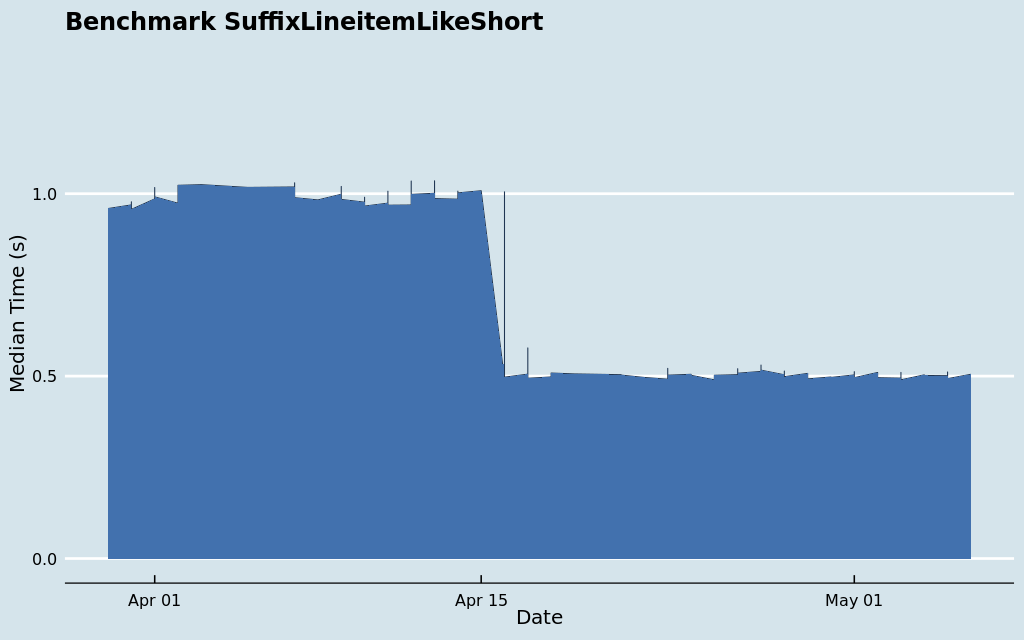 Benchmark SuffixLineitemLikeShort
Median Time (s)
1.0
0.5
0.0
Apr 01
Apr 15
May 01
Date